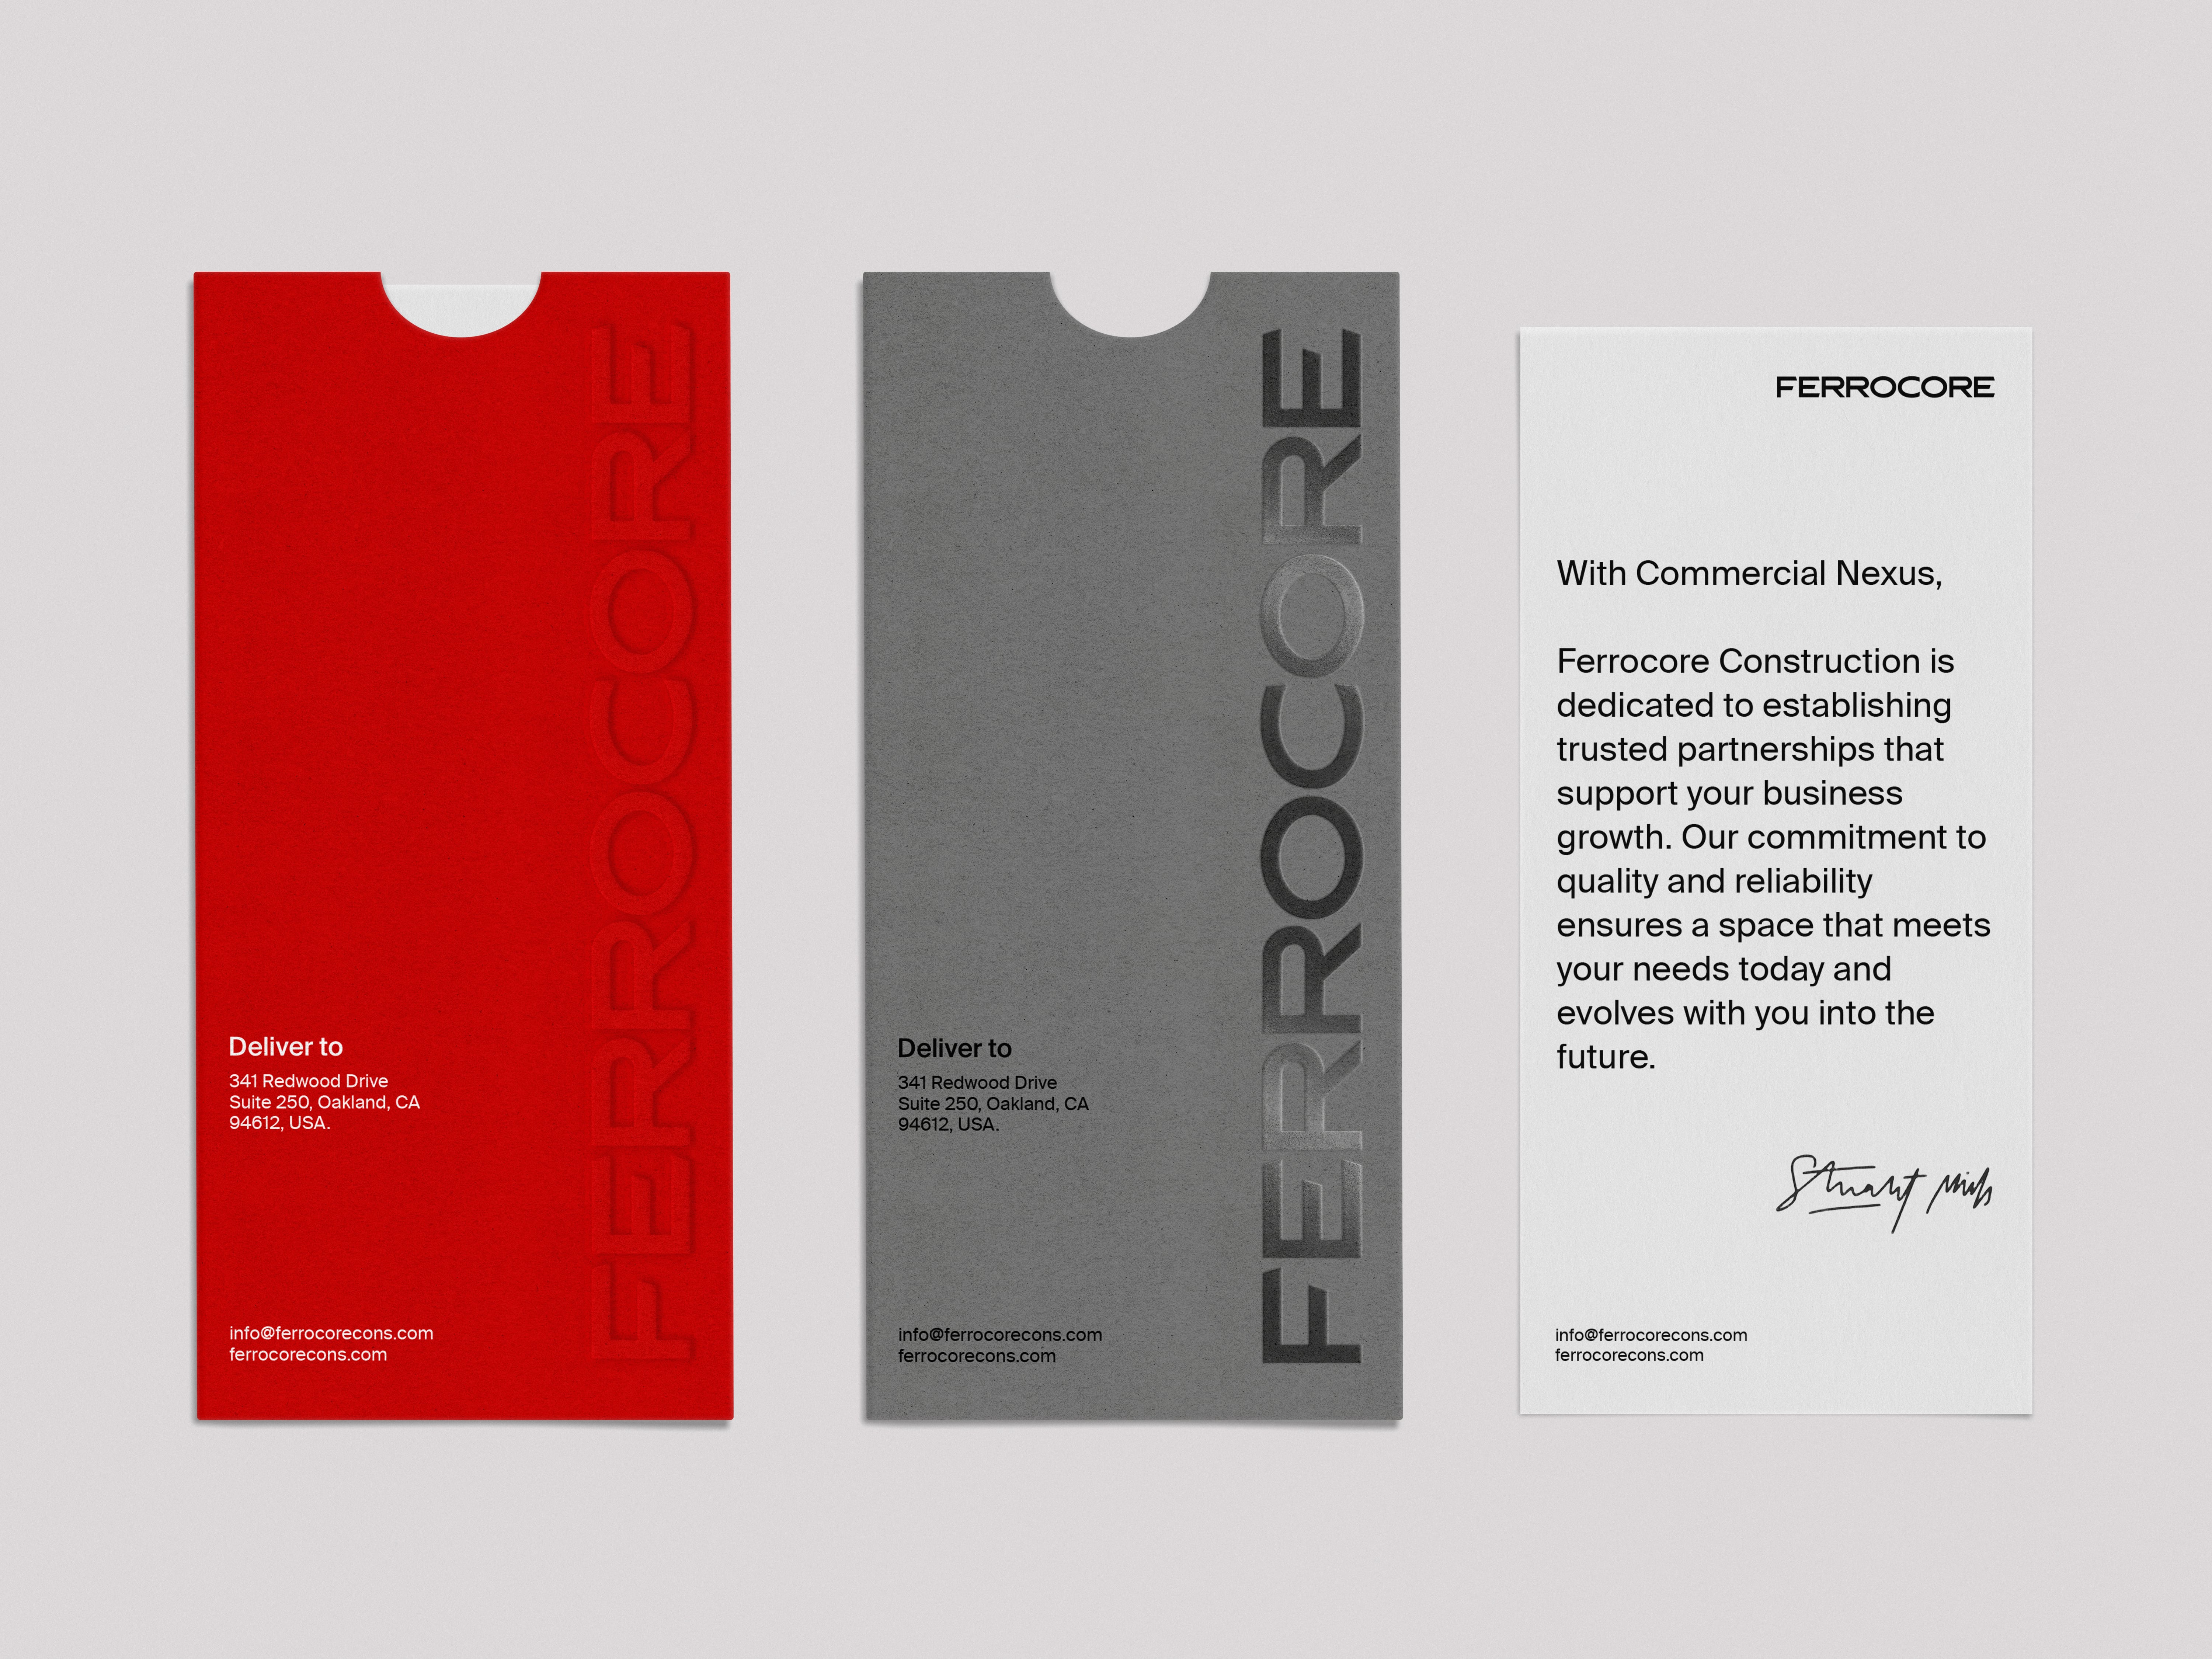 FERROCORE
Deliver to
341 Redwood Drive
Suite 250, Oakland, CA
94612, USA.
info@ferrocorecons.com
ferrocorecons.com
FERROCORE
Deliver to
341 Redwood Drive
Suite 250, Oakland, CA
94612, USA.
info@ferrocorecons.com
ferrocorecons.com
FERROCORE
With Commercial Nexus,
Ferrocore Construction is
dedicated to establishing
trusted partnerships that
support your business
growth. Our commitment to
quality and reliability
ensures a space that meets
your needs today and
evolves with you into the
future.
Stuart
info@ferrocorecons.com
ferrocorecons.com